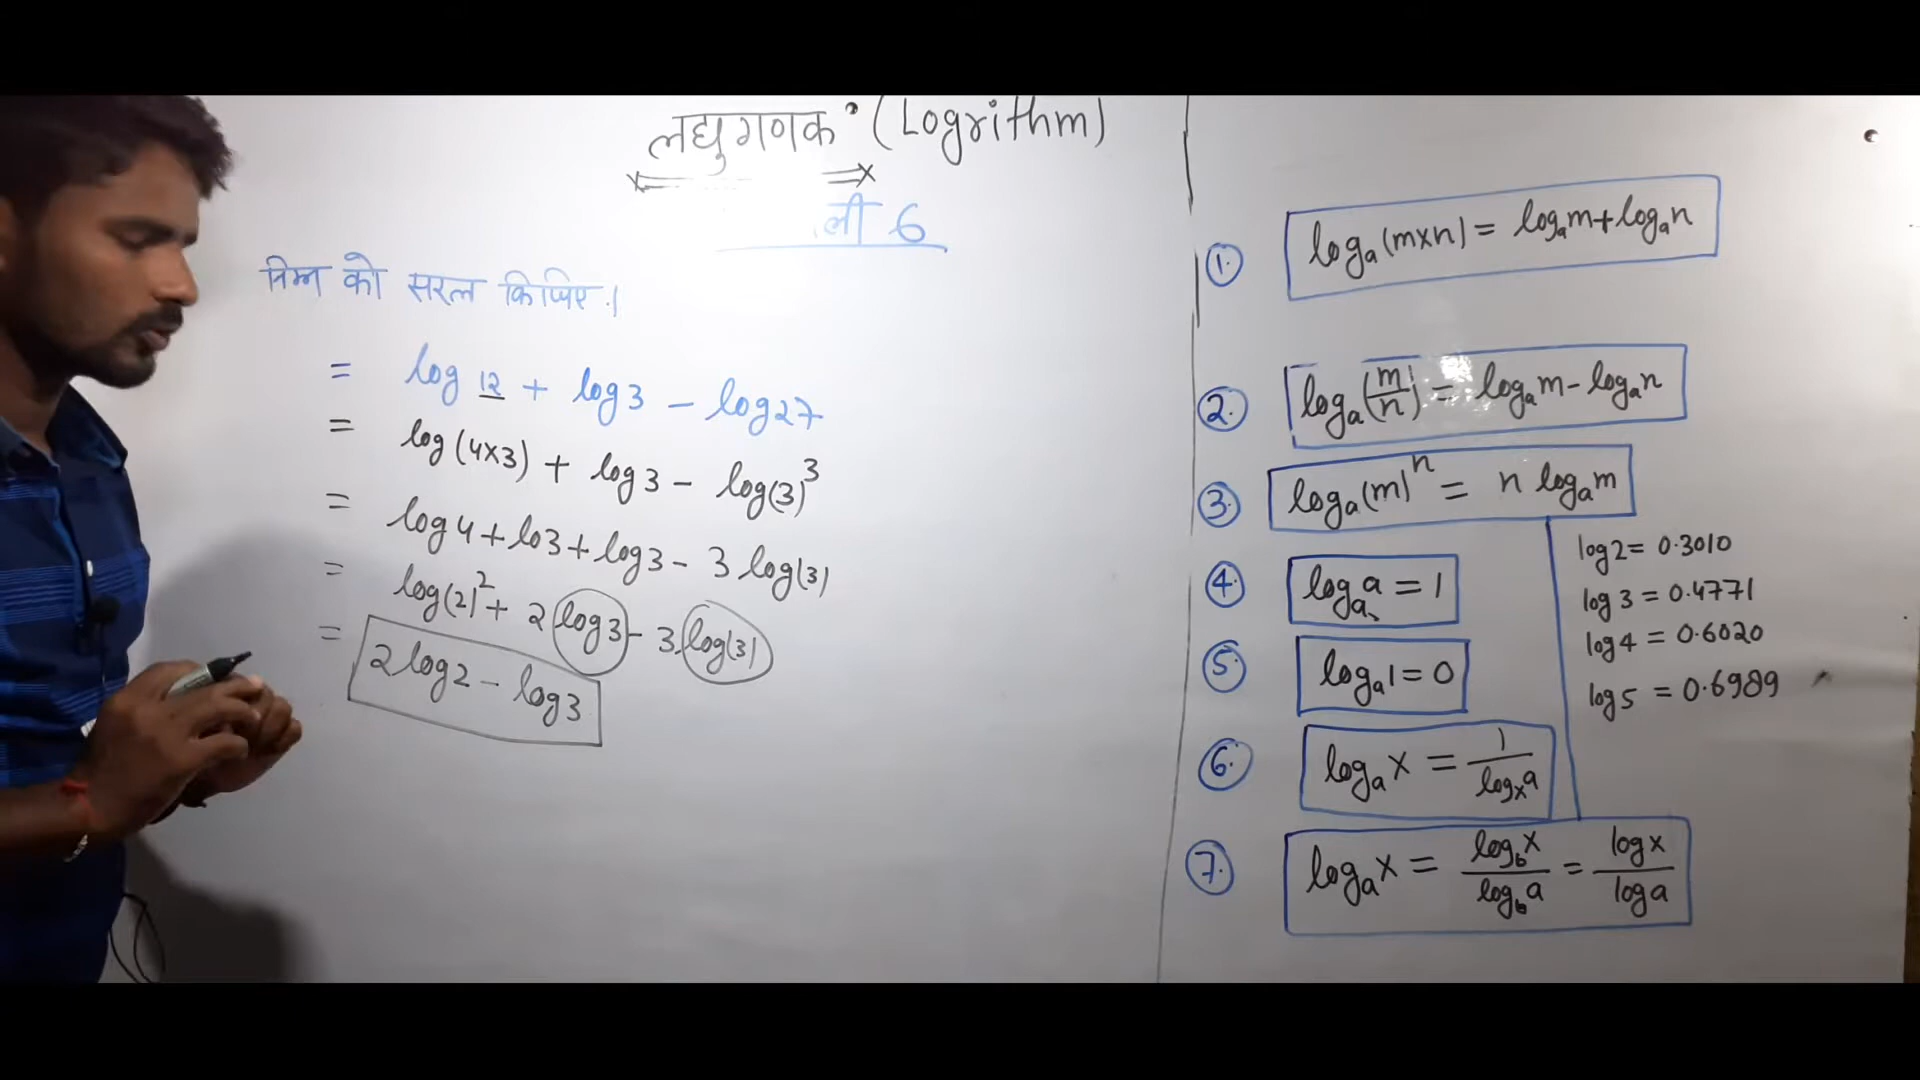 लघुगणक (Logrithm)
ली 6
निम्न को सरल किजिए।
= log 12 + log 3 - log 27
= log (4×3) + log 3 - log(3)³
= log 4 + lo3 + log 3 - 3 log(3)
= log(2)² + 2 log 3 - 3 log(3)
= 2 log 2 - log 3
1. logₐ(m×n) = logₐm + logₐn
2. logₐ(m/n) = logₐm - logₐn
3. logₐ(m)ⁿ = n logₐm
4. logₐa = 1
5. logₐ1 = 0
6. logₐx = 1/logₓa
7. logₐx = log_b x/log_b a = log x/log a
log 2 = 0.3010
log 3 = 0.4771
log 4 = 0.6020
log 5 = 0.6989